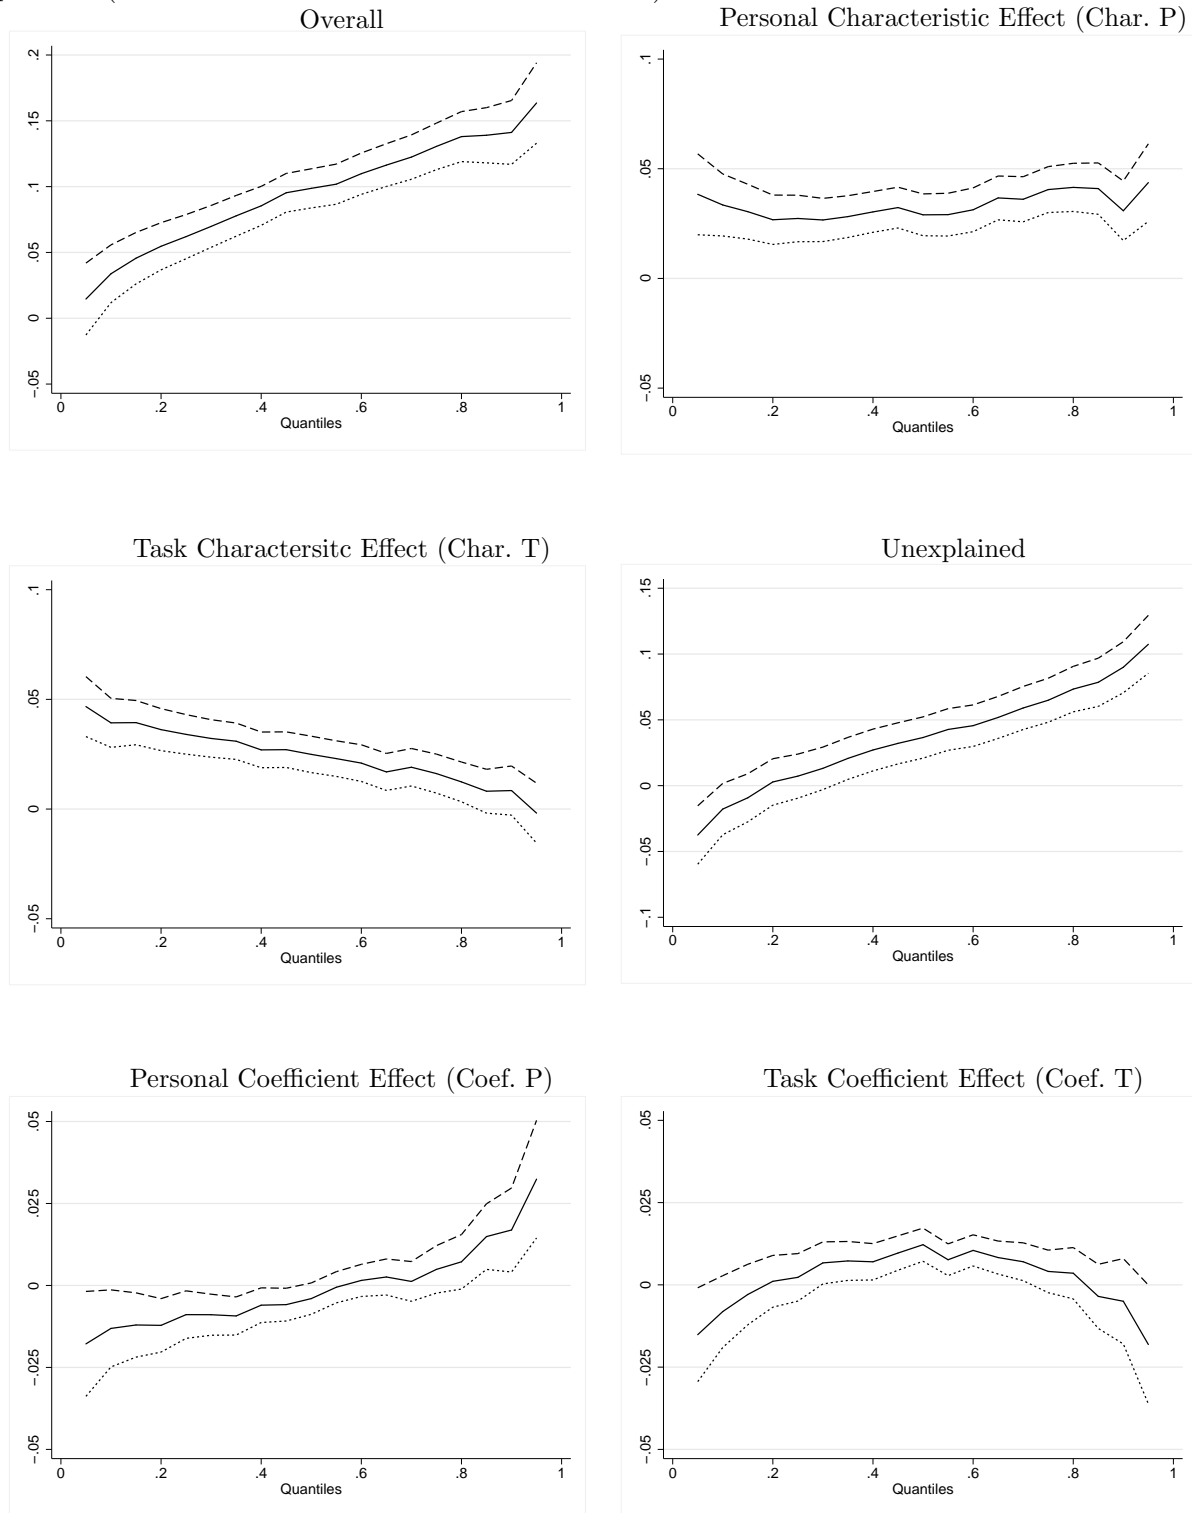 Overall
.2
.15
.1
.05
0
-.05
0 .2 .4 .6 .8 1
Quantiles
Personal Characteristic Effect (Char. P)
.1
.05
0
-.05
0 .2 .4 .6 .8 1
Quantiles
Task Charactersitc Effect (Char. T)
.1
.05
0
-.05
0 .2 .4 .6 .8 1
Quantiles
Unexplained
.15
.1
.05
0
-.05
-.1
0 .2 .4 .6 .8 1
Quantiles
Personal Coefficient Effect (Coef. P)
.05
.025
0
-.025
-.05
0 .2 .4 .6 .8 1
Quantiles
Task Coefficient Effect (Coef. T)
.05
.025
0
-.025
-.05
0 .2 .4 .6 .8 1
Quantiles